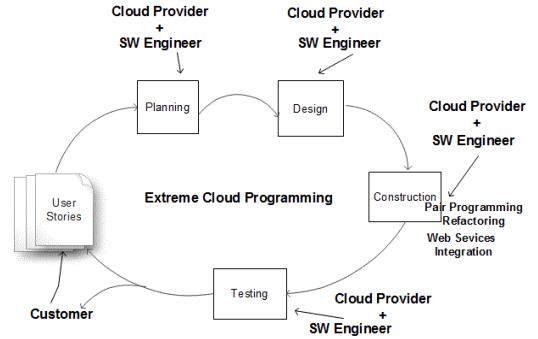 Cloud Provider
+
SW Engineer
Cloud Provider
+
SW Engineer
Planning
Design
Cloud Provider
+
SW Engineer
User
Stories
Extreme Cloud Programming
Construction
Pair Programming
Refactoring
Web Sevices
Integration
Testing
Customer
Cloud Provider
+
SW Engineer